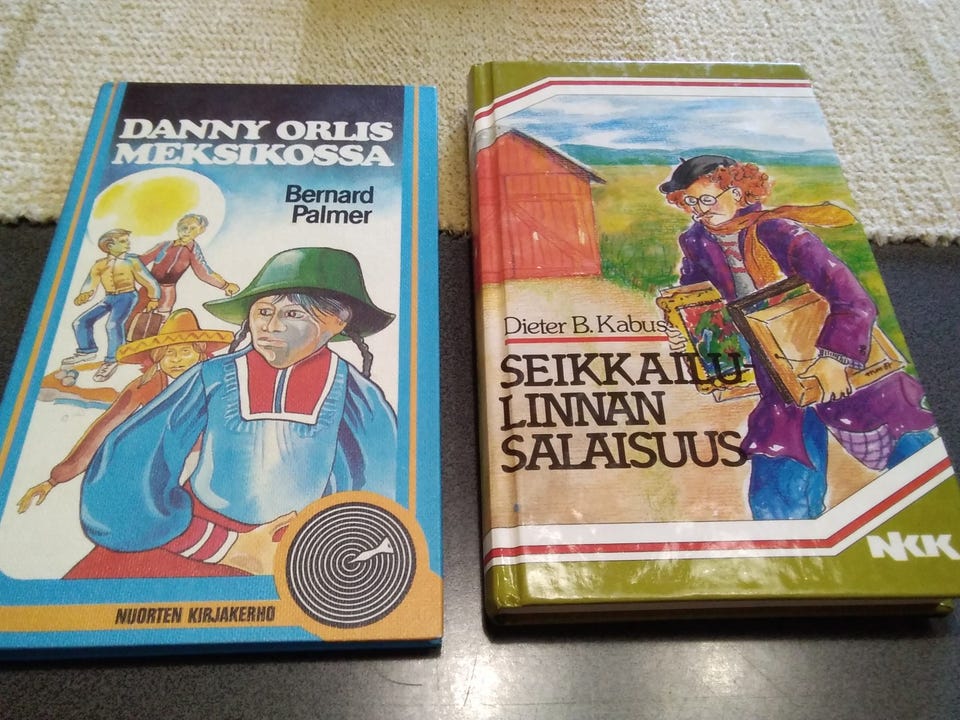 DANNY ORLIS
MEKSIKOSSA
Bernard
Palmer
NUORTEN KIRJAKERHO
Dieter B. Kabus
SEIKKAILU-
LINNAN
SALAISUUS
NKK